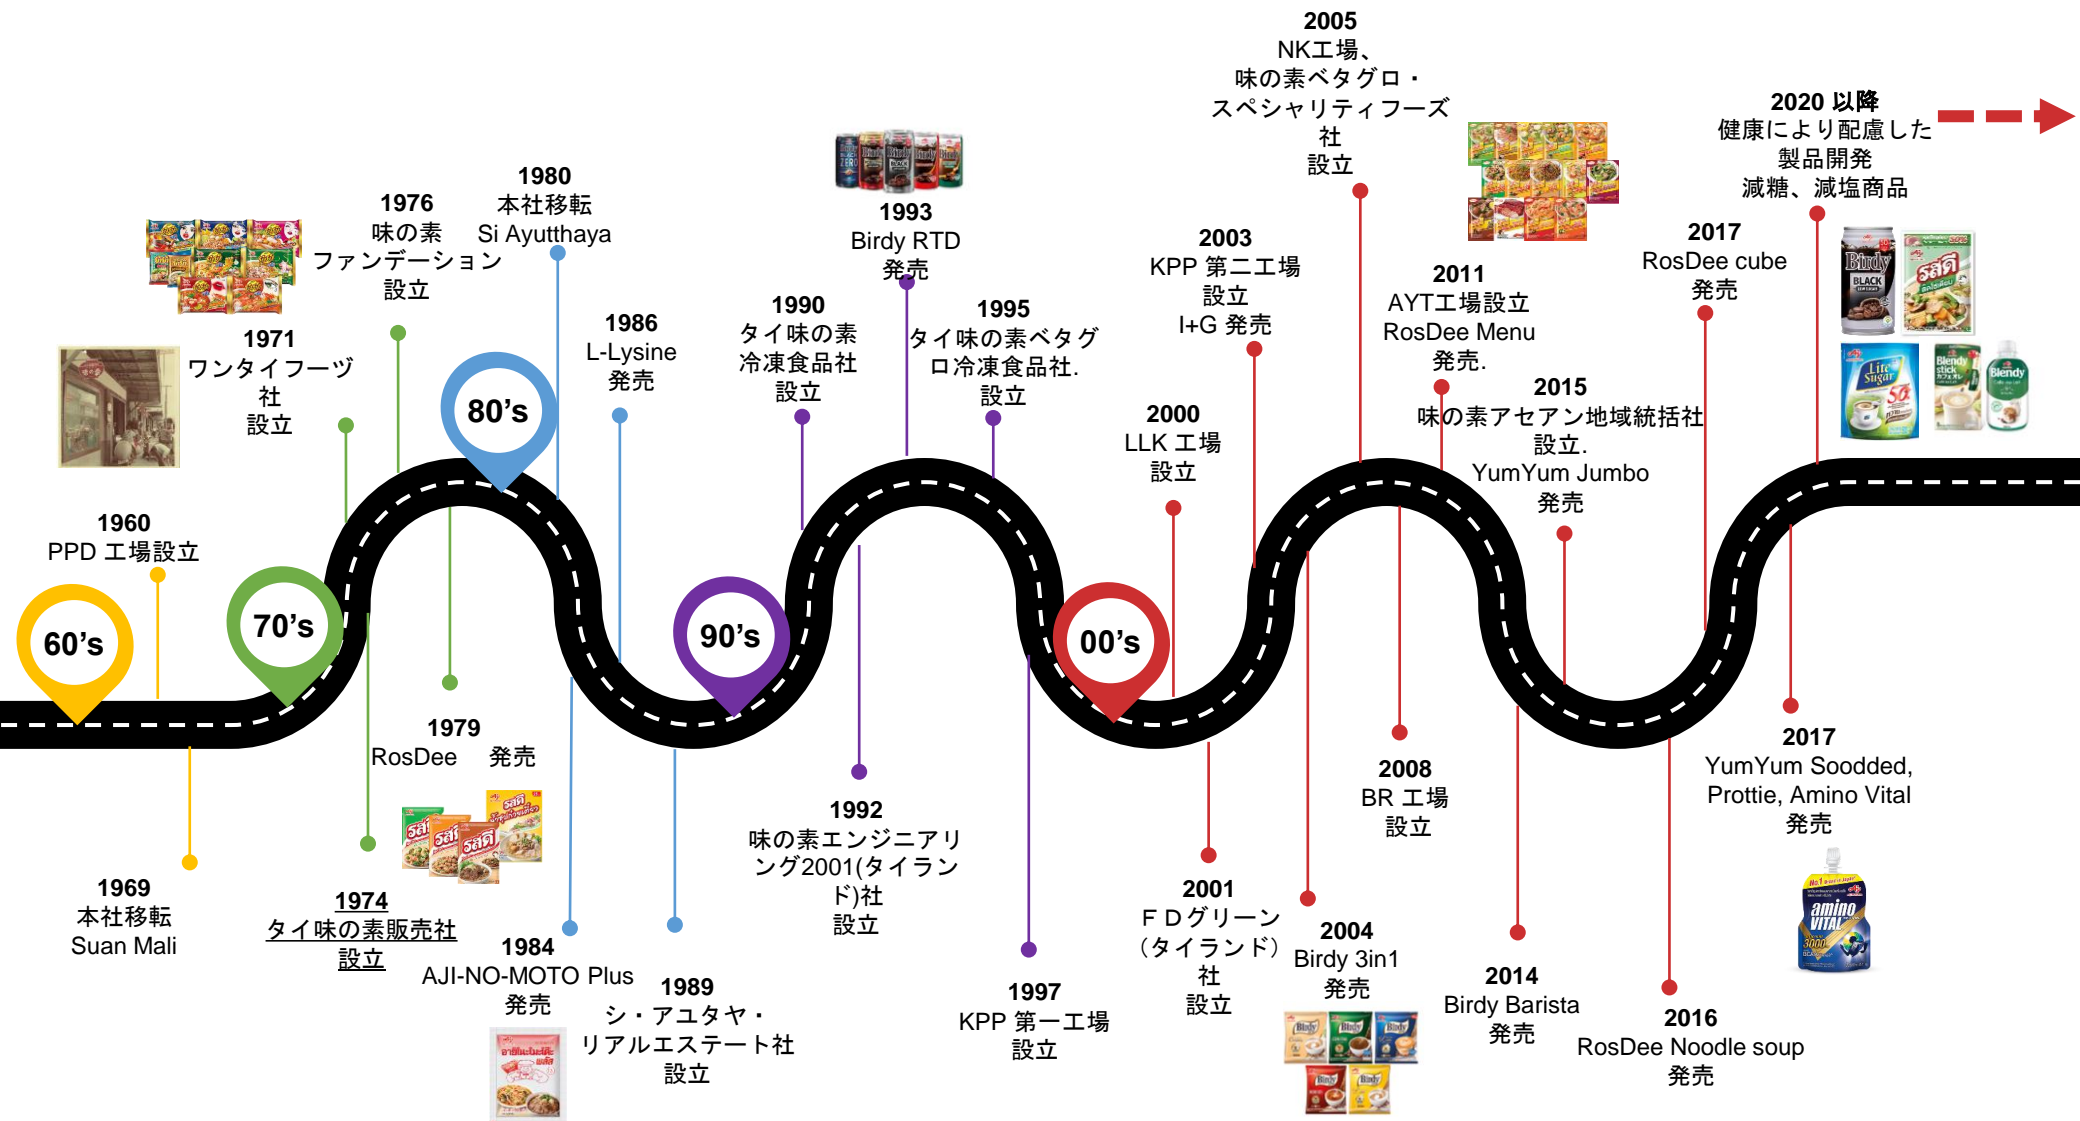 60's
1960
PPD 工場設立
1969
本社移転
Suan Mali
70's
1971
ワンタイフーヅ
社
設立
1974
タイ味の素販売社
設立
1976
味の素
ファンデーション
設立
1979
RosDee 発売
80's
1980
本社移転
Si Ayutthaya
1984
AJI-NO-MOTO Plus
発売
1986
L-Lysine
発売
1989
シ・アユタヤ・
リアルエステート社
設立
90's
1990
タイ味の素
冷凍食品社
設立
1992
味の素エンジニアリ
ング2001(タイラン
ド)社
設立
1993
Birdy RTD
発売
1995
タイ味の素ベタグ
ロ冷凍食品社.
設立
1997
KPP 第一工場
設立
00's
2000
LLK 工場
設立
2001
ＦＤグリーン
（タイランド）
社
設立
2003
KPP 第二工場
設立
I+G 発売
2004
Birdy 3in1
発売
2005
NK工場、
味の素ベタグロ・
スペシャリティフーズ
社
設立
2008
BR 工場
設立
2011
AYT工場設立
RosDee Menu
発売.
2014
Birdy Barista
発売
2015
味の素アセアン地域統括社
設立.
YumYum Jumbo
発売
2016
RosDee Noodle soup
発売
2017
RosDee cube
発売
2017
YumYum Soodded,
Prottie, Amino Vital
発売
amino
VITAL
3000
2020 以降
健康により配慮した
製品開発
減糖、減塩商品
Birdy
BLACK
รสดี
Lite
Sugar
Blendy
stick
Blendy